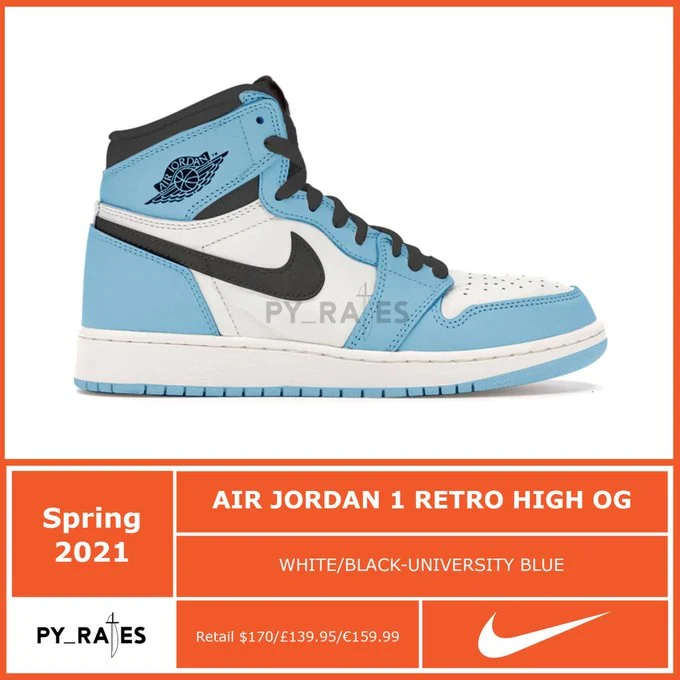 AIR JORDAN
PY_RATES
Spring
2021
AIR JORDAN 1 RETRO HIGH OG
WHITE/BLACK-UNIVERSITY BLUE
PY_RATES
Retail $170/£139.95/€159.99